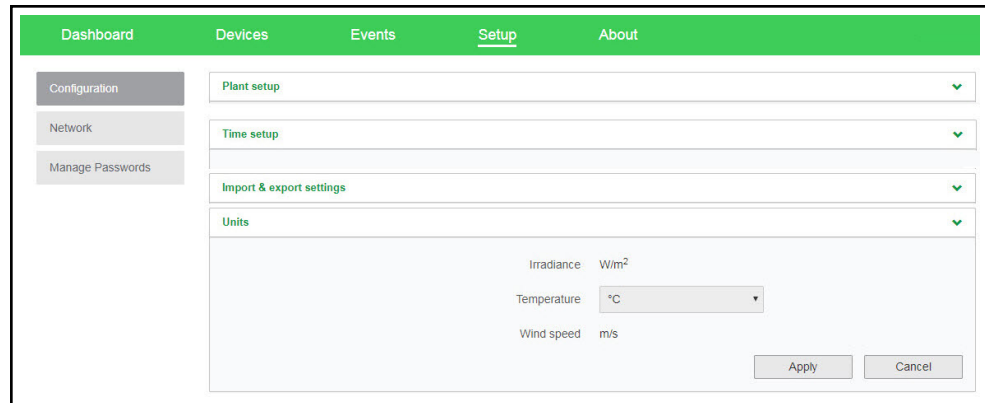 Dashboard Devices Events Setup About
Configuration
Network
Manage Passwords
Plant setup
Time setup
Import & export settings
Units
Irradiance W/m²
Temperature °C
Wind speed m/s
Apply Cancel